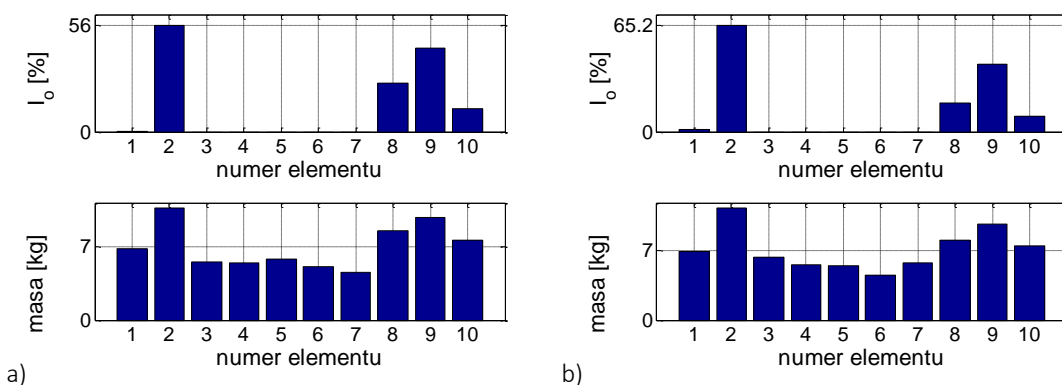 56
0
I_o [%]
1 2 3 4 5 6 7 8 9 10
numer elementu
7
0
masa [kg]
1 2 3 4 5 6 7 8 9 10
numer elementu
a)
65.2
0
I_o [%]
1 2 3 4 5 6 7 8 9 10
numer elementu
7
0
masa [kg]
1 2 3 4 5 6 7 8 9 10
numer elementu
b)